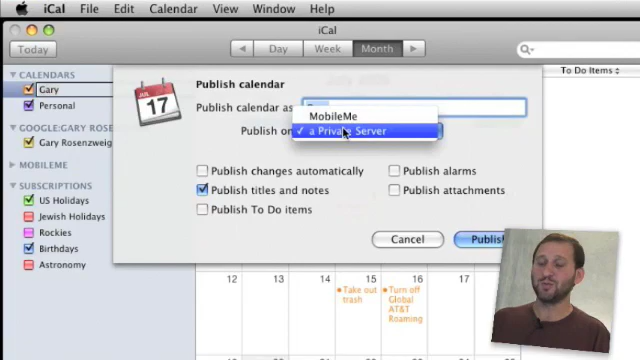 iCal File Edit Calendar View Window Help
iCal
Today Day Week Month
CALENDARS
Gary
Personal
GOOGLE:GARY ROSEN
Gary Rosenzweig
MOBILEME
SUBSCRIPTIONS
US Holidays
Jewish Holidays
Rockies
Birthdays
Astronomy
To Do Items
JUL
17
Publish calendar
Publish calendar as
Publish on
MobileMe
✓ a Private Server
Publish changes automatically
Publish alarms
Publish titles and notes
Publish attachments
Publish To Do items
Cancel
Publish
12 13 14 15 16 17
Take out
trash
Turn off
Global
AT&T
Roaming